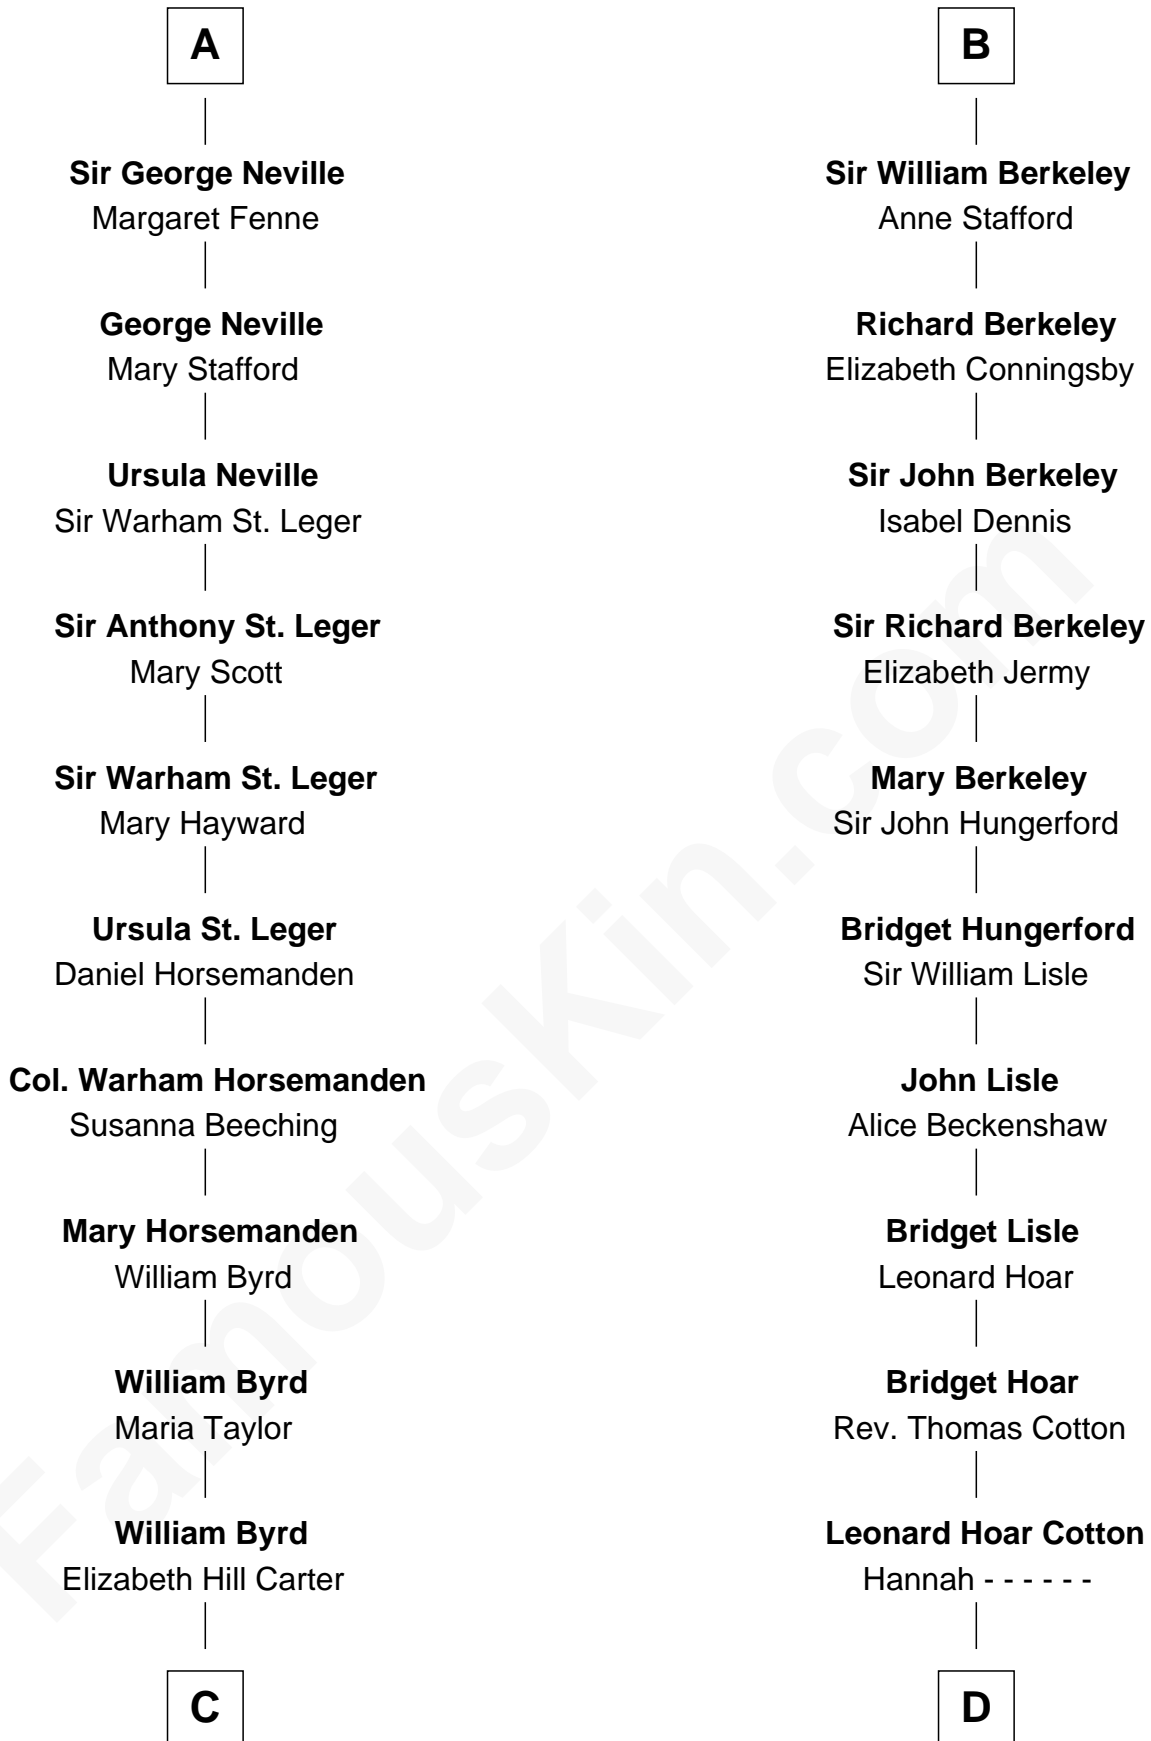 A
Sir George Neville
Margaret Fenne
George Neville
Mary Stafford
Ursula Neville
Sir Warham St. Leger
Sir Anthony St. Leger
Mary Scott
Sir Warham St. Leger
Mary Hayward
Ursula St. Leger
Daniel Horsemanden
Col. Warham Horsemanden
Susanna Beeching
Mary Horsemanden
William Byrd
William Byrd
Maria Taylor
William Byrd
Elizabeth Hill Carter
C
B
Sir William Berkeley
Anne Stafford
Richard Berkeley
Elizabeth Conningsby
Sir John Berkeley
Isabel Dennis
Sir Richard Berkeley
Elizabeth Jermy
Mary Berkeley
Sir John Hungerford
Bridget Hungerford
Sir William Lisle
John Lisle
Alice Beckenshaw
Bridget Lisle
Leonard Hoar
Bridget Hoar
Rev. Thomas Cotton
Leonard Hoar Cotton
Hannah - - - - - -
D
FamousKin.com